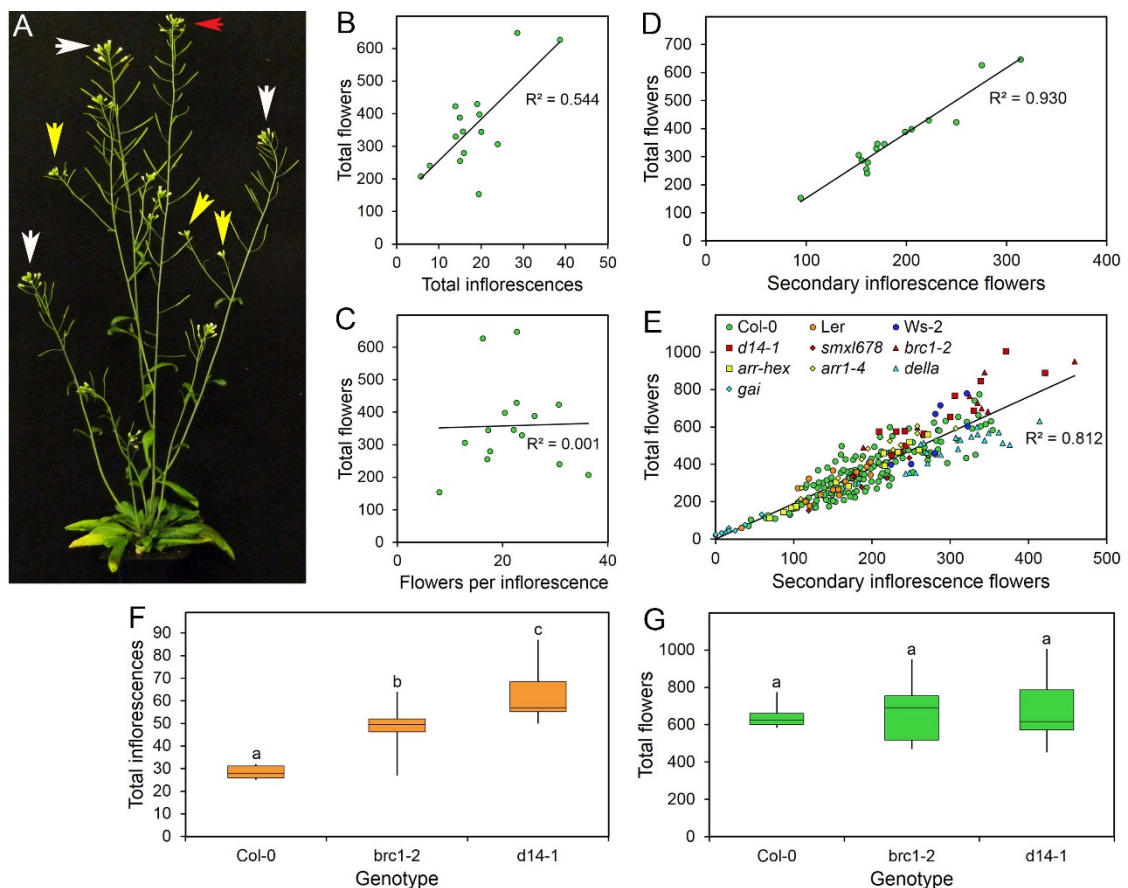 A
B
Total flowers
700
600
500
400
300
200
100
0
R² = 0.544
0 10 20 30 40 50
Total inflorescences
C
Total flowers
700
600
500
400
300
200
100
0
R² = 0.001
0 20 40
Flowers per inflorescence
D
Total flowers
700
600
500
400
300
200
100
0
R² = 0.930
0 100 200 300 400
Secondary inflorescence flowers
E
Col-0 Ler Ws-2
d14-1 smxl678 brc1-2
arr-hex arr1-4 della
gai
Total flowers
1000
800
600
400
200
0
R² = 0.812
0 100 200 300 400 500
Secondary inflorescence flowers
F
Total inflorescences
90
80
70
60
50
40
30
20
10
0
a
b
c
Col-0 brc1-2 d14-1
Genotype
G
Total flowers
1000
800
600
400
200
0
a
a
a
Col-0 brc1-2 d14-1
Genotype